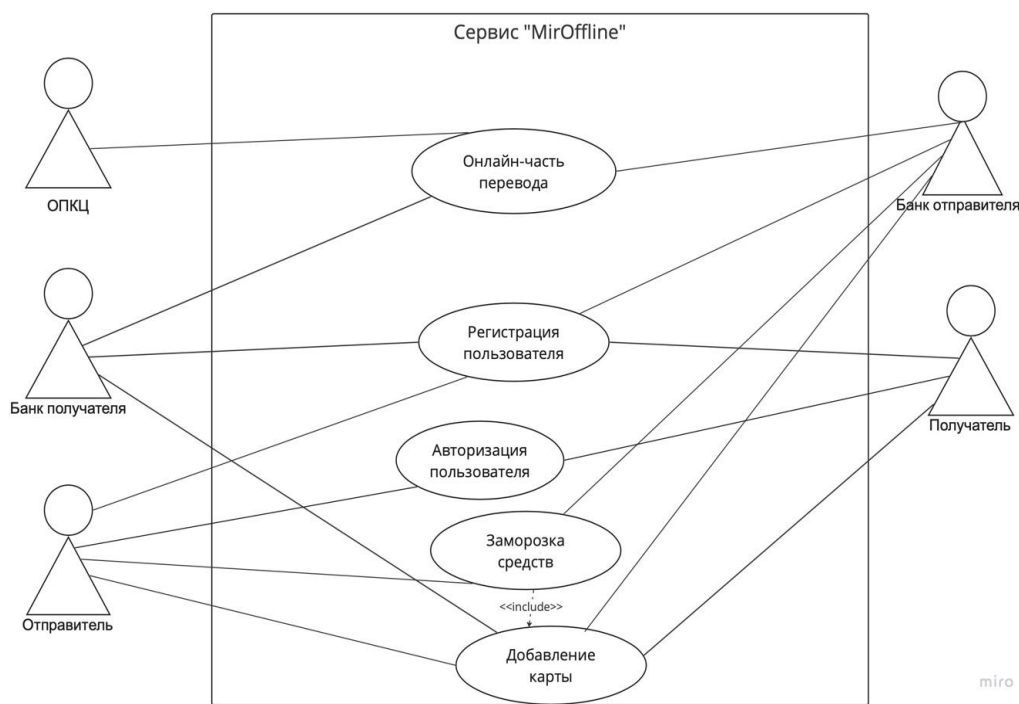 Сервис "MirOffline"
ОПКЦ
Онлайн-часть
перевода
Банк отправителя
Банк получателя
Регистрация
пользователя
Получатель
Авторизация
пользователя
Отправитель
Заморозка
средств
<<include>>
Добавление
карты
miro